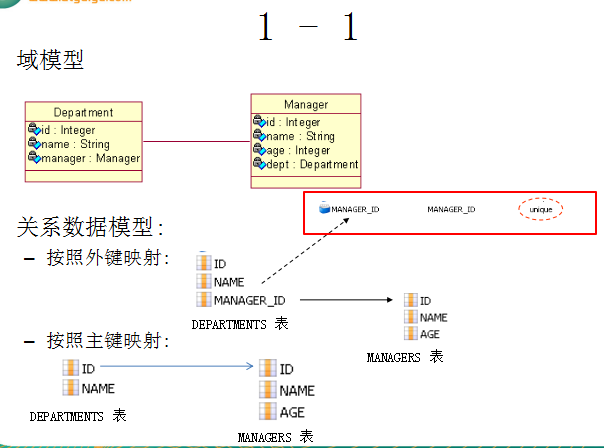 1 - 1
域模型
Department
id : Integer
name : String
manager : Manager
Manager
id : Integer
name : String
age : Integer
dept : Department
MANAGER_ID MANAGER_ID unique
关系数据模型:
– 按照外键映射:
ID
NAME
MANAGER_ID
DEPARTMENTS 表
ID
NAME
AGE
MANAGERS 表
– 按照主键映射:
ID
NAME
DEPARTMENTS 表
ID
NAME
AGE
MANAGERS 表